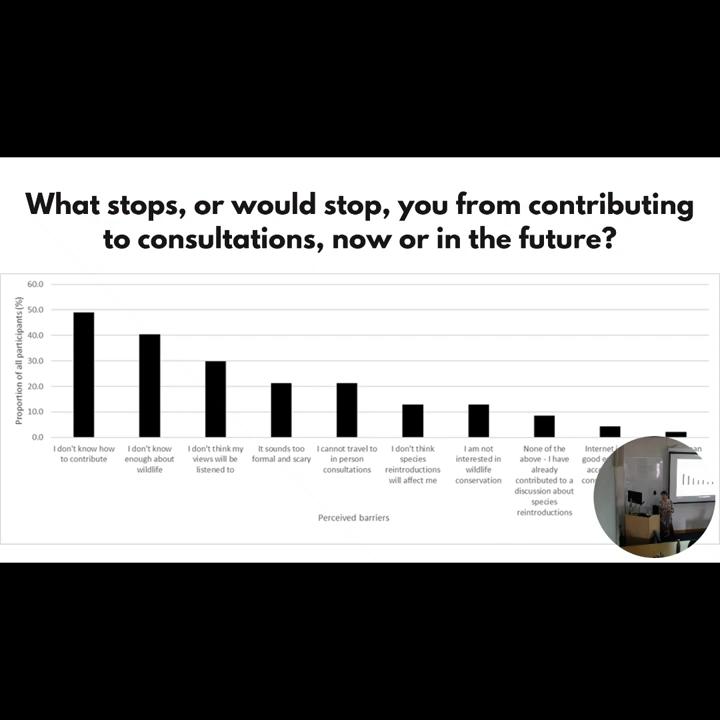 What stops, or would stop, you from contributing
to consultations, now or in the future?
Proportion of all participants (%)
60.0
50.0
40.0
30.0
20.0
10.0
0.0
I don't know how
to contribute
I don't know
enough about
wildlife
I don't think my
views will be
listened to
It sounds too
formal and scary
I cannot travel to
in person
consultations
I don't think
species
reintroductions
will affect me
I am not
interested in
wildlife
conservation
None of the
above - I have
already
contributed to a
discussion about
species
reintroductions
Internet
good
Perceived barriers